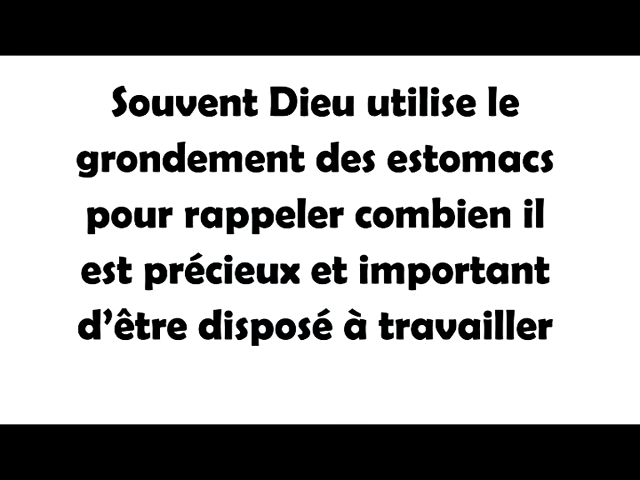 Souvent Dieu utilise le
grondement des estomacs
pour rappeler combien il
est précieux et important
d’être disposé à travailler